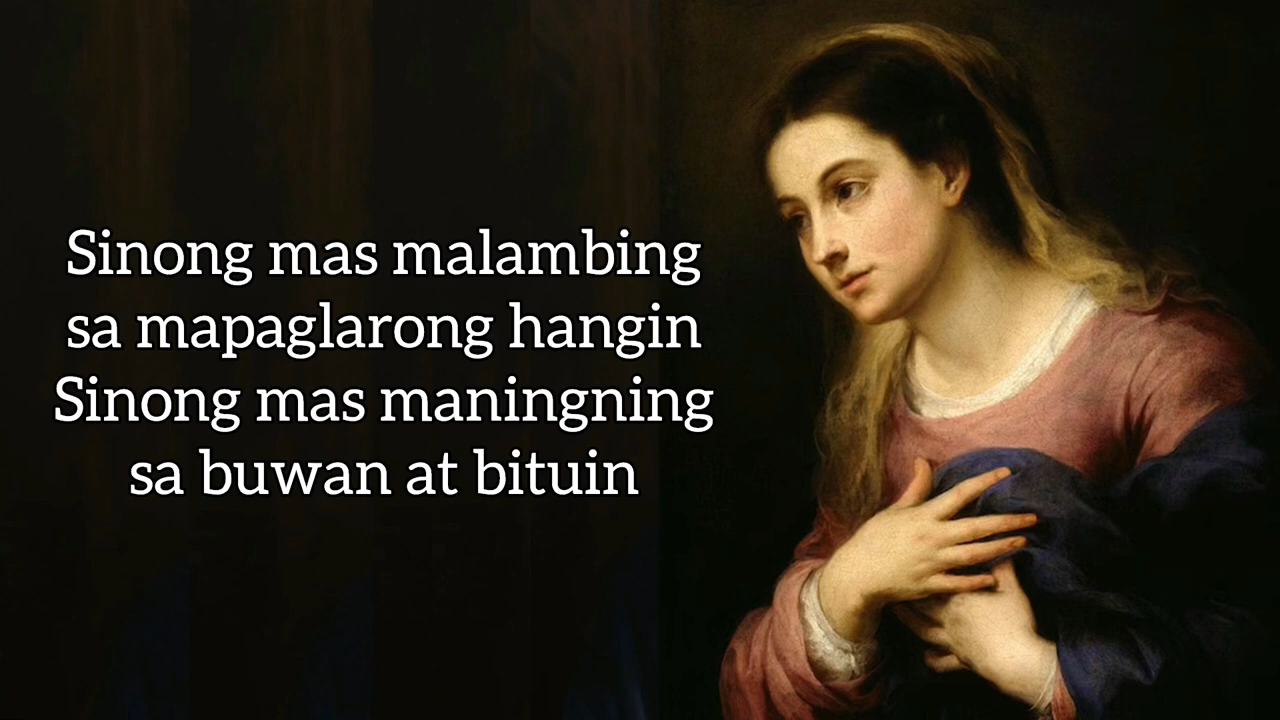 Sinong mas malambing
sa mapaglarong hangin
Sinong mas maningning
sa buwan at bituin